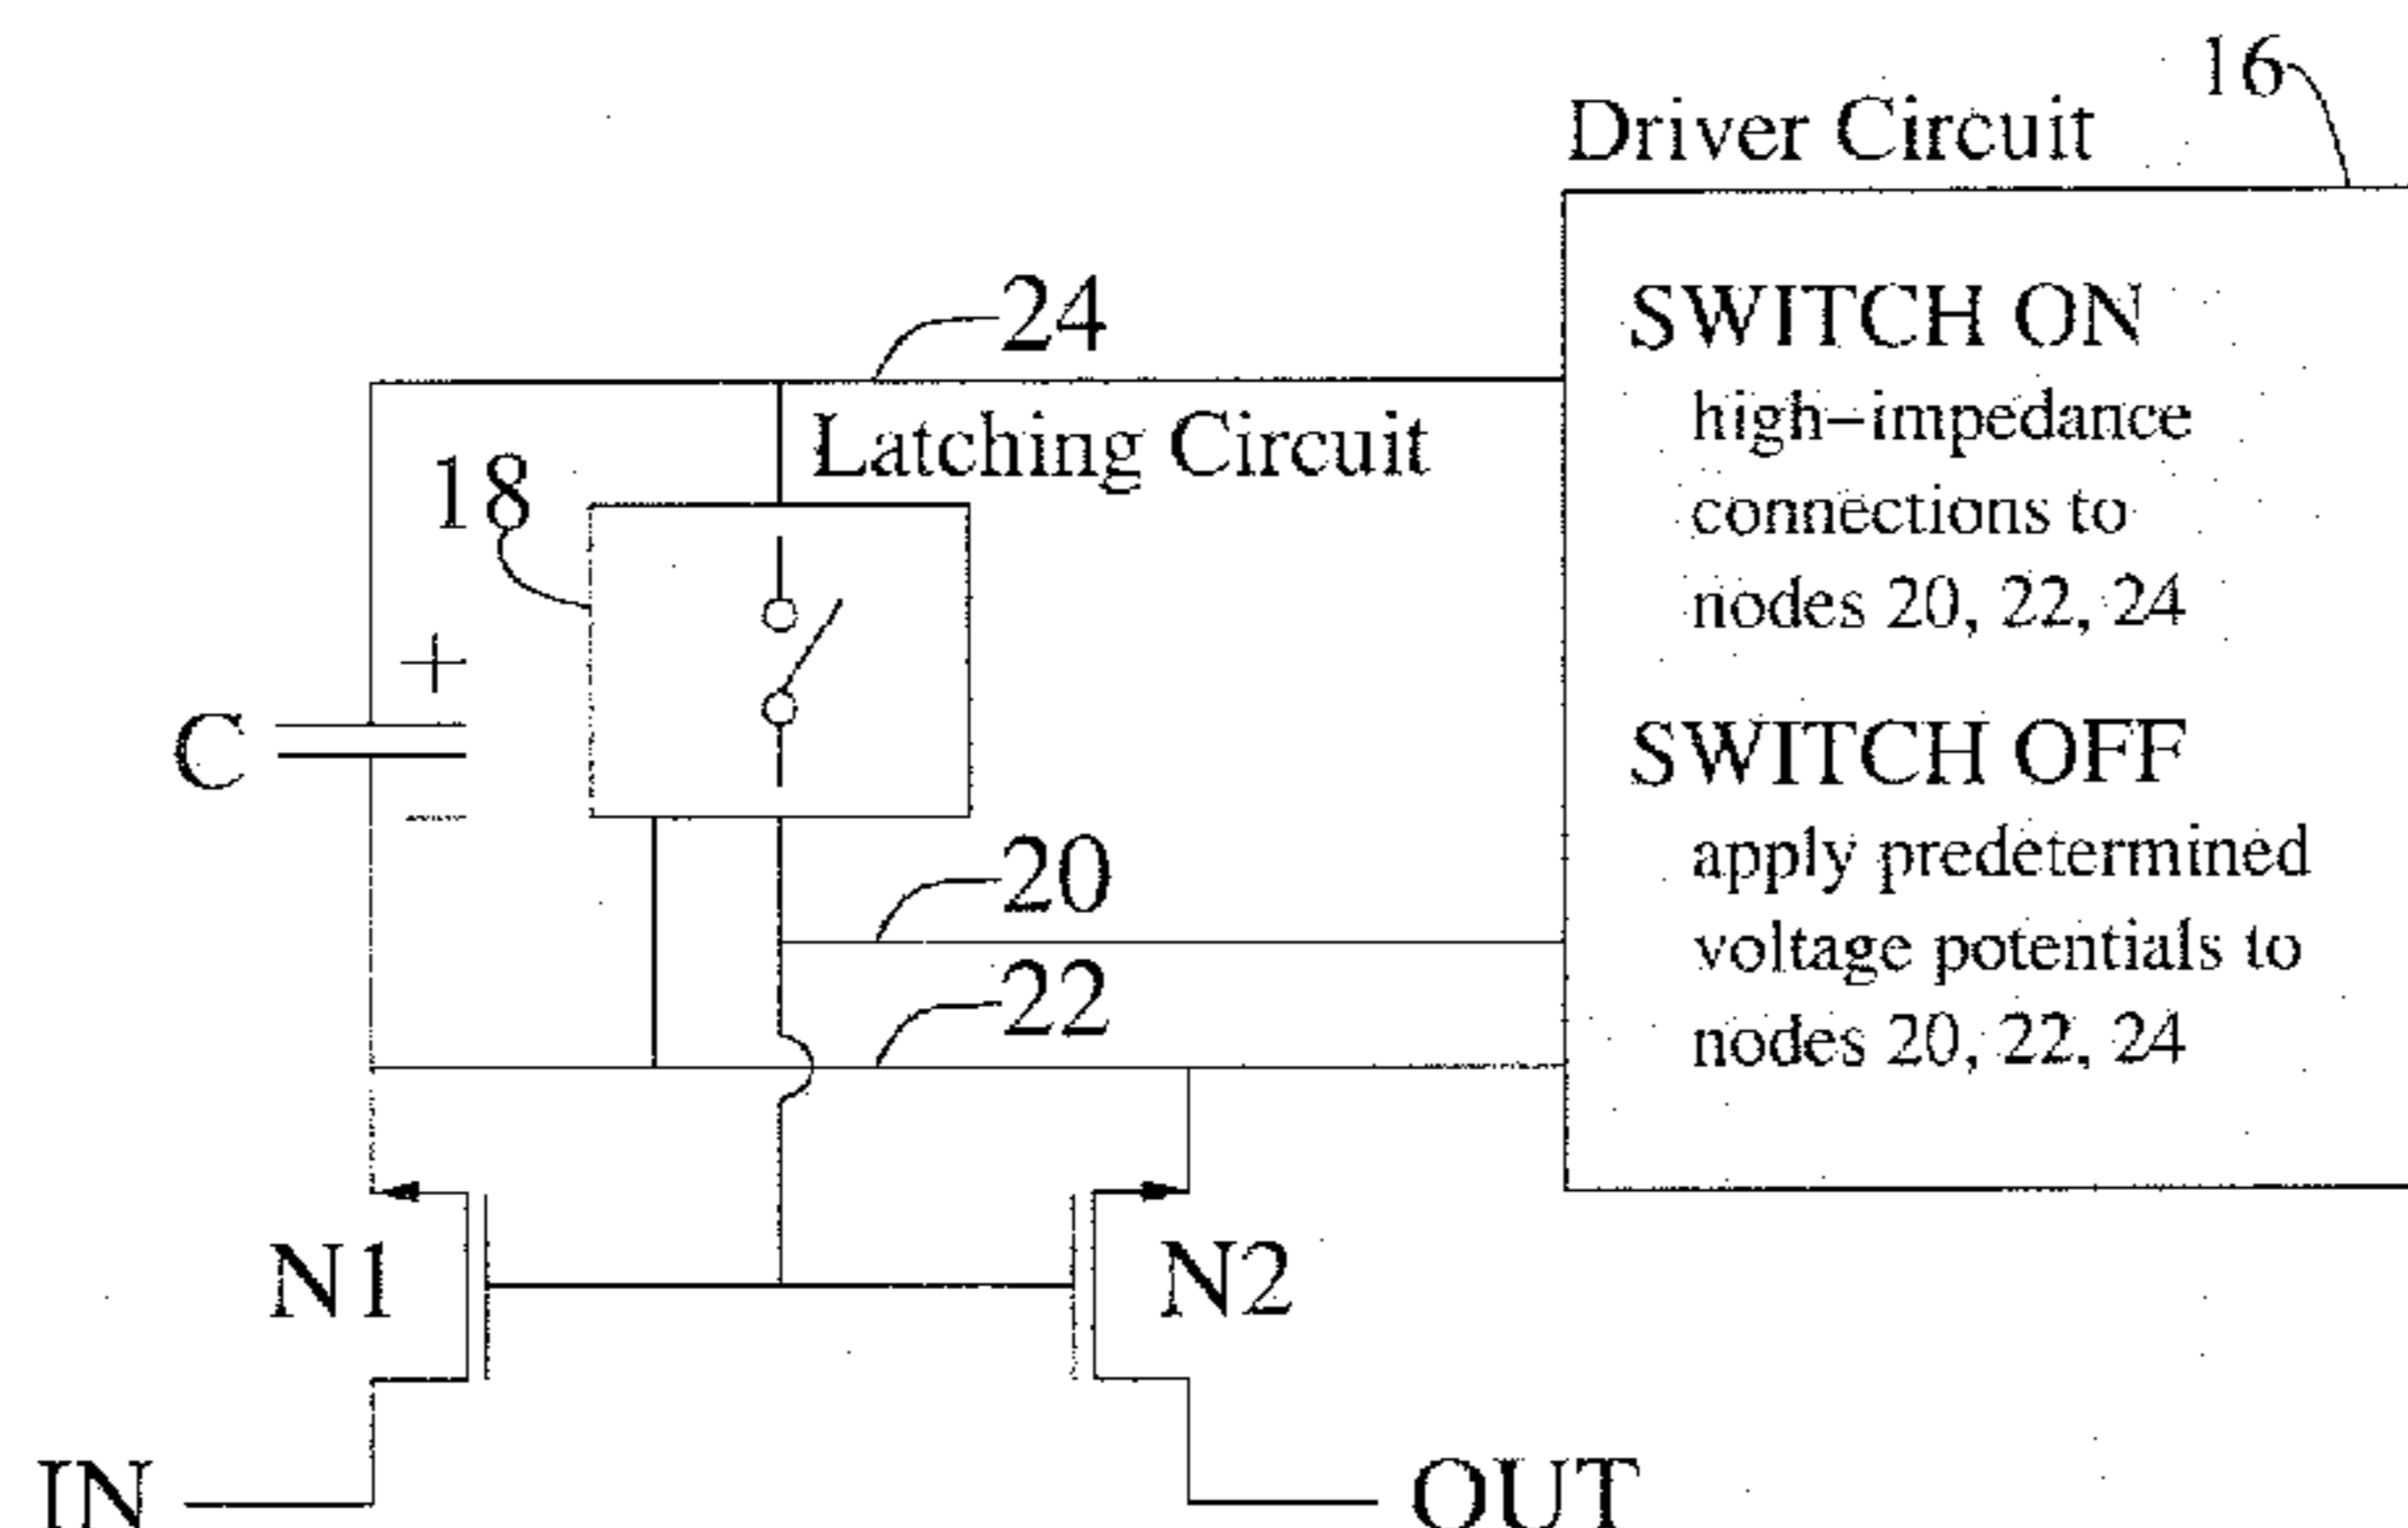 16
Driver Circuit
SWITCH ON
high-impedance
connections to
nodes 20, 22, 24
SWITCH OFF
apply predetermined
voltage potentials to
nodes 20, 22, 24
24
Latching Circuit
18
+
C
−
20
22
N1
N2
IN
OUT